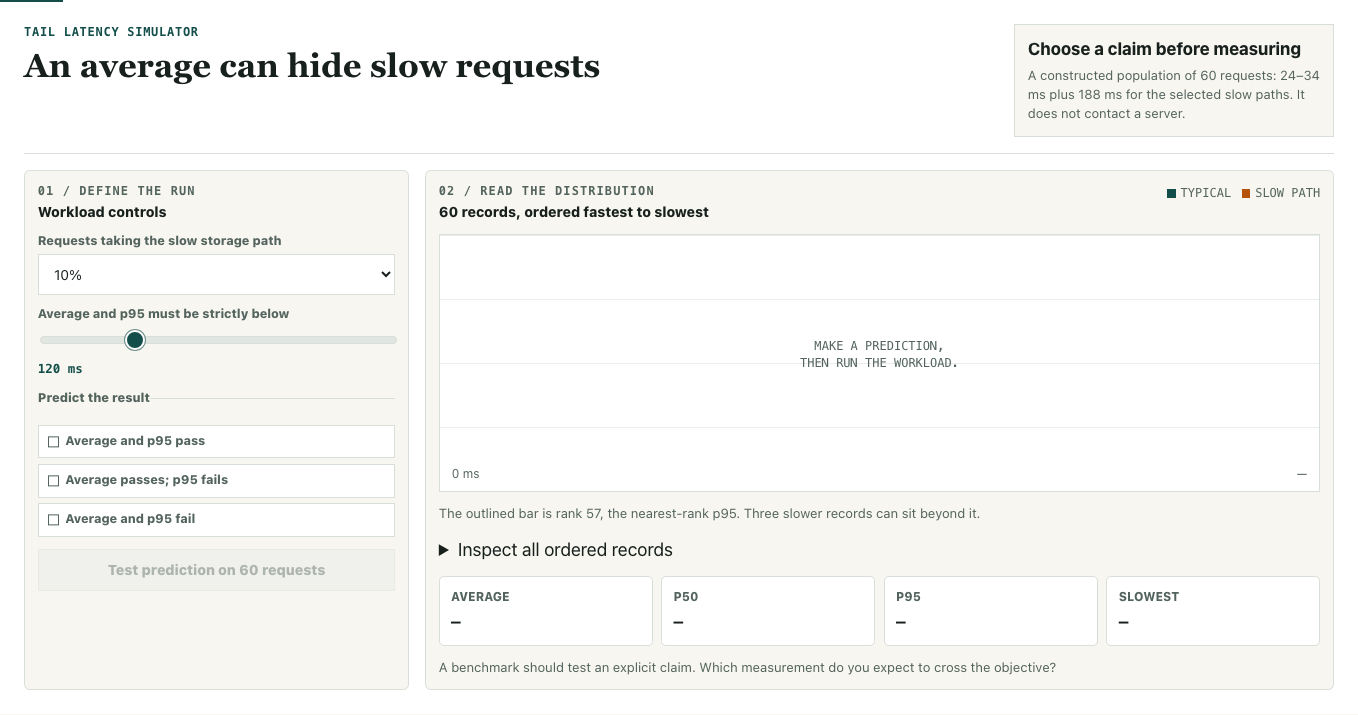 TAIL LATENCY SIMULATOR
An average can hide slow requests
Choose a claim before measuring
A constructed population of 60 requests: 24–34
ms plus 188 ms for the selected slow paths. It
does not contact a server.
01 / DEFINE THE RUN
Workload controls
Requests taking the slow storage path
10%
Average and p95 must be strictly below
120 ms
Predict the result
Average and p95 pass
Average passes; p95 fails
Average and p95 fail
Test prediction on 60 requests
02 / READ THE DISTRIBUTION
60 records, ordered fastest to slowest
TYPICAL
SLOW PATH
MAKE A PREDICTION,
THEN RUN THE WORKLOAD.
0 ms
—
The outlined bar is rank 57, the nearest-rank p95. Three slower records can sit beyond it.
Inspect all ordered records
AVERAGE
—
P50
—
P95
—
SLOWEST
—
A benchmark should test an explicit claim. Which measurement do you expect to cross the objective?